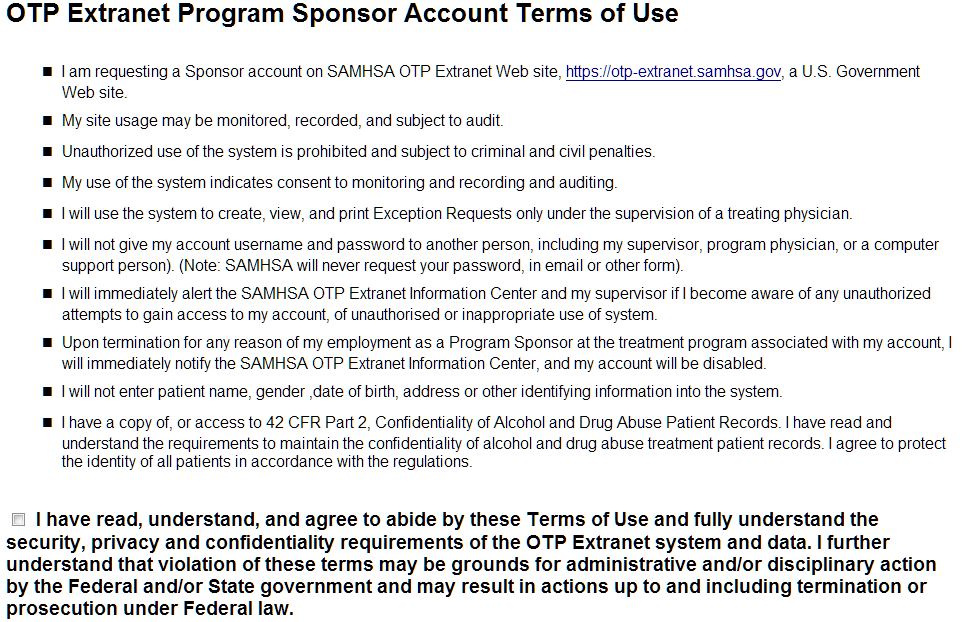 OTP Extranet Program Sponsor Account Terms of Use
I am requesting a Sponsor account on SAMHSA OTP Extranet Web site, https://otp-extranet.samhsa.gov, a U.S. Government
Web site.
My site usage may be monitored, recorded, and subject to audit.
Unauthorized use of the system is prohibited and subject to criminal and civil penalties.
My use of the system indicates consent to monitoring and recording and auditing.
I will use the system to create, view, and print Exception Requests only under the supervision of a treating physician.
I will not give my account username and password to another person, including my supervisor, program physician, or a computer
support person). (Note: SAMHSA will never request your password, in email or other form).
I will immediately alert the SAMHSA OTP Extranet Information Center and my supervisor if I become aware of any unauthorized
attempts to gain access to my account, of unauthorised or inappropriate use of system.
Upon termination for any reason of my employment as a Program Sponsor at the treatment program associated with my account, I
will immediately notify the SAMHSA OTP Extranet Information Center, and my account will be disabled.
I will not enter patient name, gender ,date of birth, address or other identifying information into the system.
I have a copy of, or access to 42 CFR Part 2, Confidentiality of Alcohol and Drug Abuse Patient Records. I have read and
understand the requirements to maintain the confidentiality of alcohol and drug abuse treatment patient records. I agree to protect
the identity of all patients in accordance with the regulations.
I have read, understand, and agree to abide by these Terms of Use and fully understand the
security, privacy and confidentiality requirements of the OTP Extranet system and data. I further
understand that violation of these terms may be grounds for administrative and/or disciplinary action
by the Federal and/or State government and may result in actions up to and including termination or
prosecution under Federal law.